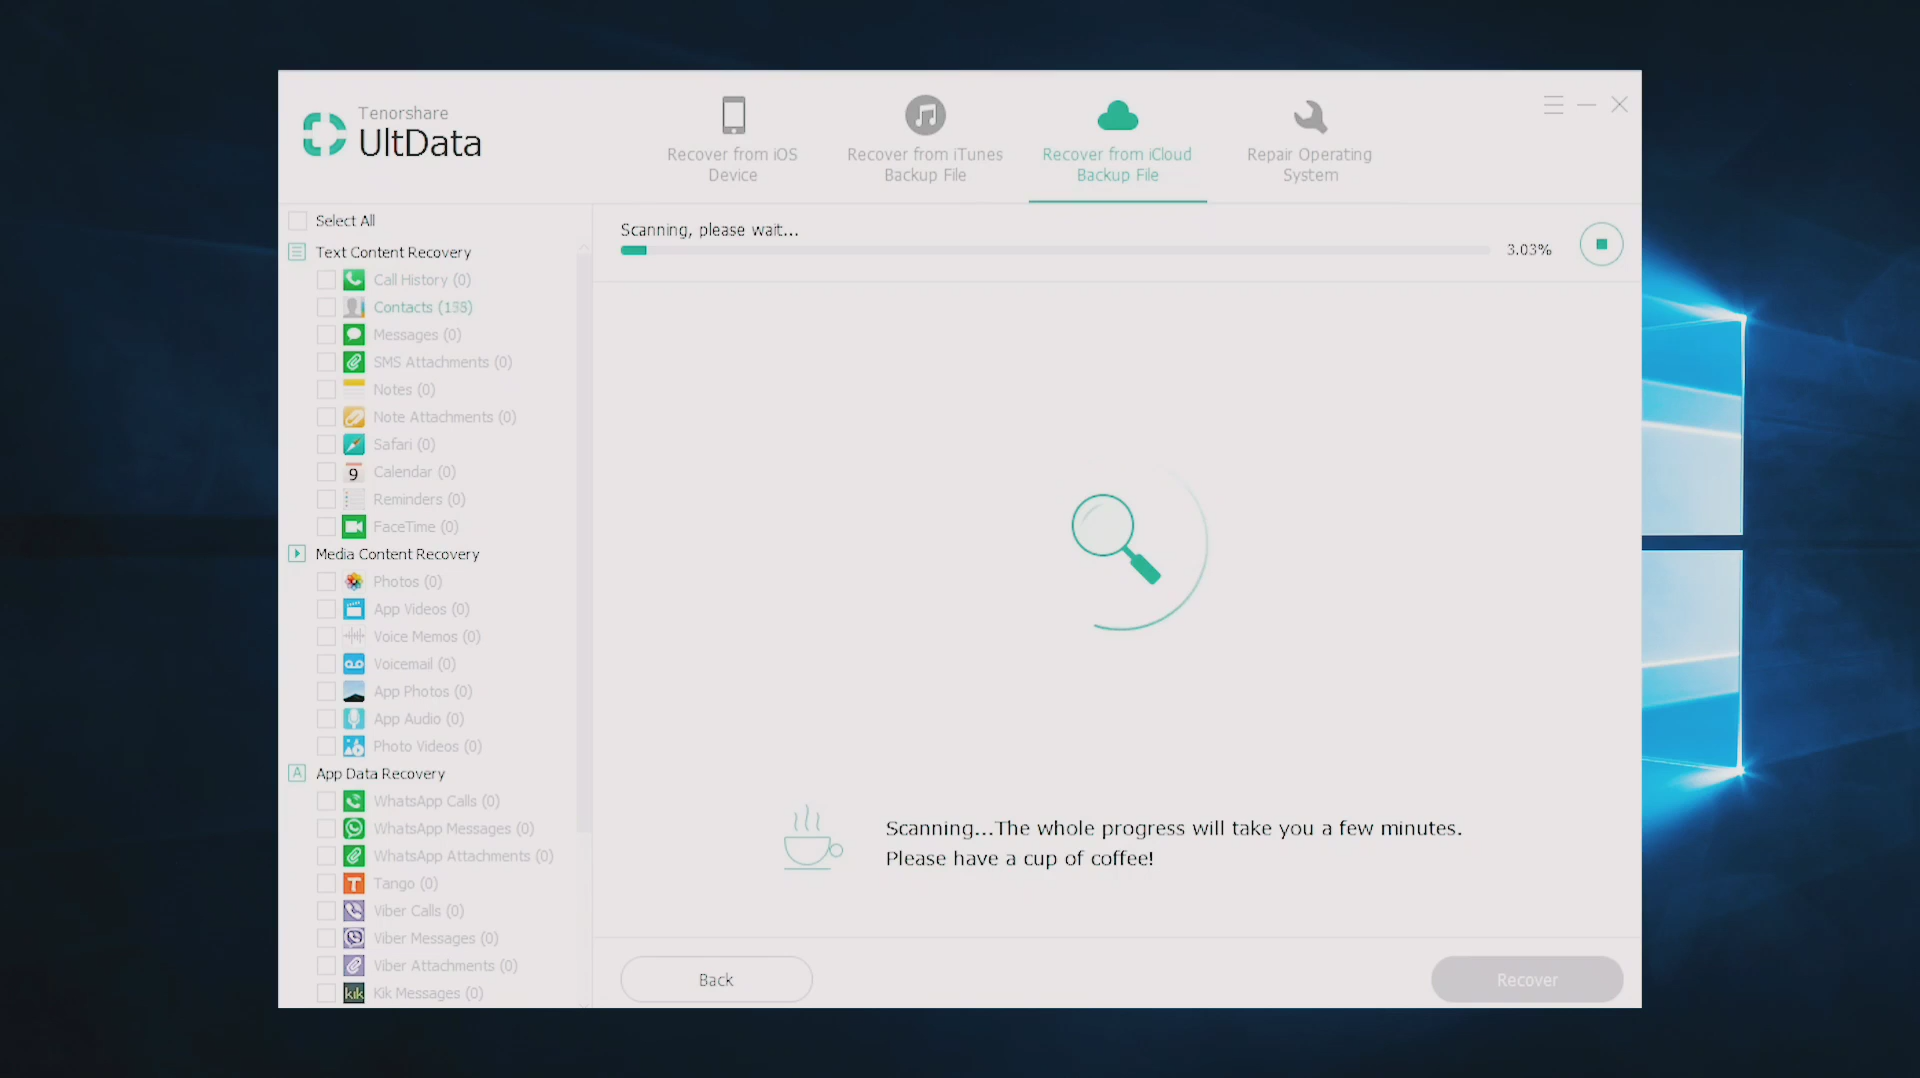 Tenorshare
UltData
Recover from iOS
Device
Recover from iTunes
Backup File
Recover from iCloud
Backup File
Repair Operating
System
Select All
Text Content Recovery
Call History (0)
Contacts (138)
Messages (0)
SMS Attachments (0)
Notes (0)
Note Attachments (0)
Safari (0)
9
Calendar (0)
Reminders (0)
FaceTime (0)
Media Content Recovery
Photos (0)
App Videos (0)
Voice Memos (0)
Voicemail (0)
App Photos (0)
App Audio (0)
Photo Videos (0)
A
App Data Recovery
WhatsApp Calls (0)
WhatsApp Messages (0)
WhatsApp Attachments (0)
T
Tango (0)
Viber Calls (0)
Viber Messages (0)
Viber Attachments (0)
kik
Kik Messages (0)
Scanning, please wait...
3.03%
Scanning...The whole progress will take you a few minutes.
Please have a cup of coffee!
Back
Recover